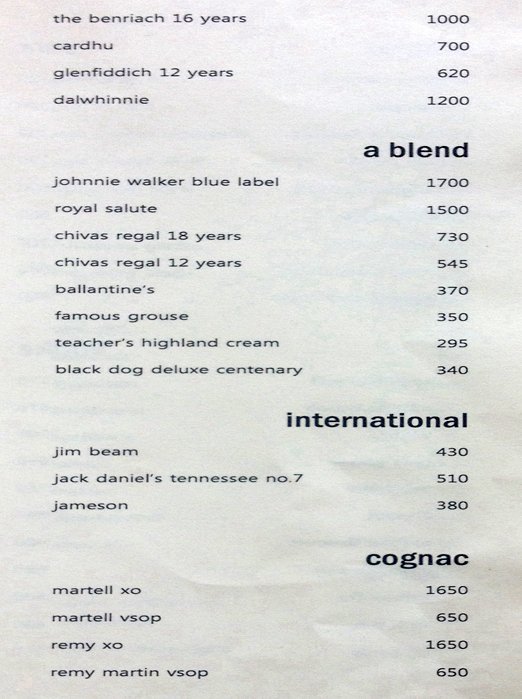 the benriach 16 years 1000
cardhu 700
glenfiddich 12 years 620
dalwhinnie 1200
a blend
johnnie walker blue label 1700
royal salute 1500
chivas regal 18 years 730
chivas regal 12 years 545
ballantine's 370
famous grouse 350
teacher's highland cream 295
black dog deluxe centenary 340
international
jim beam 430
jack daniel's tennessee no.7 510
jameson 380
cognac
martell xo 1650
martell vsop 650
remy xo 1650
remy martin vsop 650